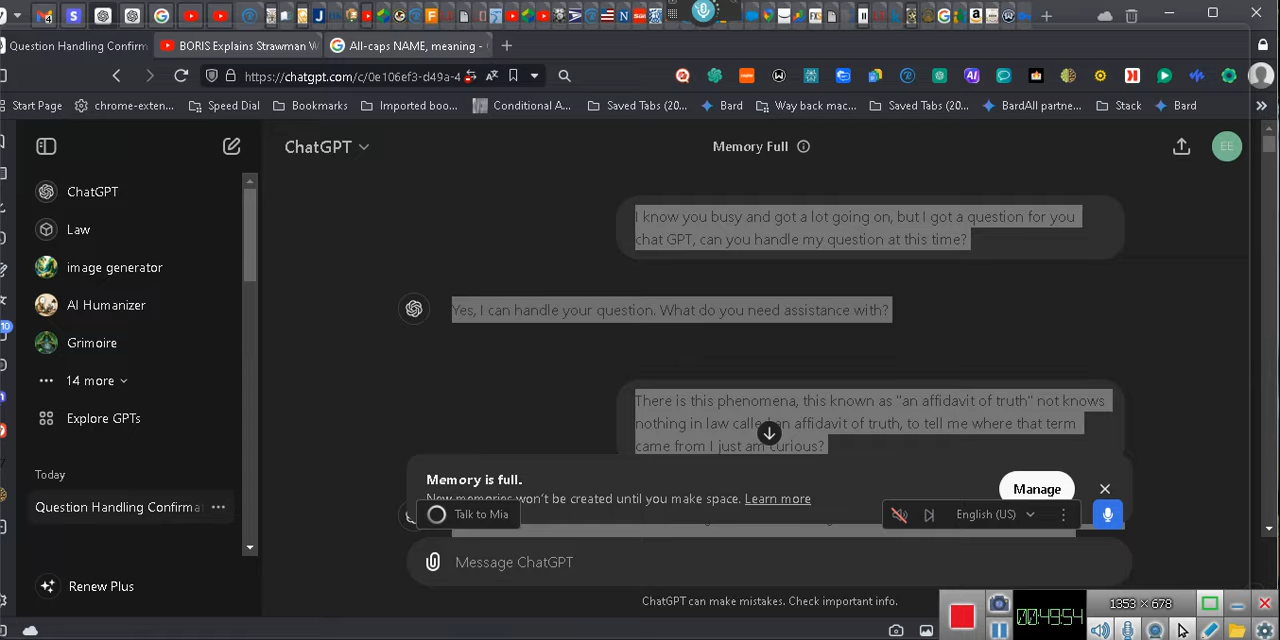 Question Handling Confirm
BORIS Explains Strawman W
All-caps NAME, meaning -
https://chatgpt.com/c/0e106ef3-d49a-4
Start Page
chrome-exten...
Speed Dial
Bookmarks
Imported boo...
Conditional A...
Saved Tabs (20...
Bard
Way back mac...
Saved Tabs (20...
BardAll partne...
Stack
Bard
ChatGPT
Memory Full
EE
ChatGPT
Law
image generator
AI Humanizer
Grimoire
14 more
Explore GPTs
Today
Question Handling Confirma
Renew Plus
I know you busy and got a lot going on, but I got a question for you
chat GPT, can you handle my question at this time?
Yes, I can handle your question. What do you need assistance with?
There is this phenomena, this known as "an affidavit of truth" not knows
nothing in law called an affidavit of truth, to tell me where that term
came from I just am curious?
Memory is full.
New memories won't be created until you make space. Learn more
Manage
Talk to Mia
English (US)
Message ChatGPT
ChatGPT can make mistakes. Check important info.
1353 × 678
00:49:54